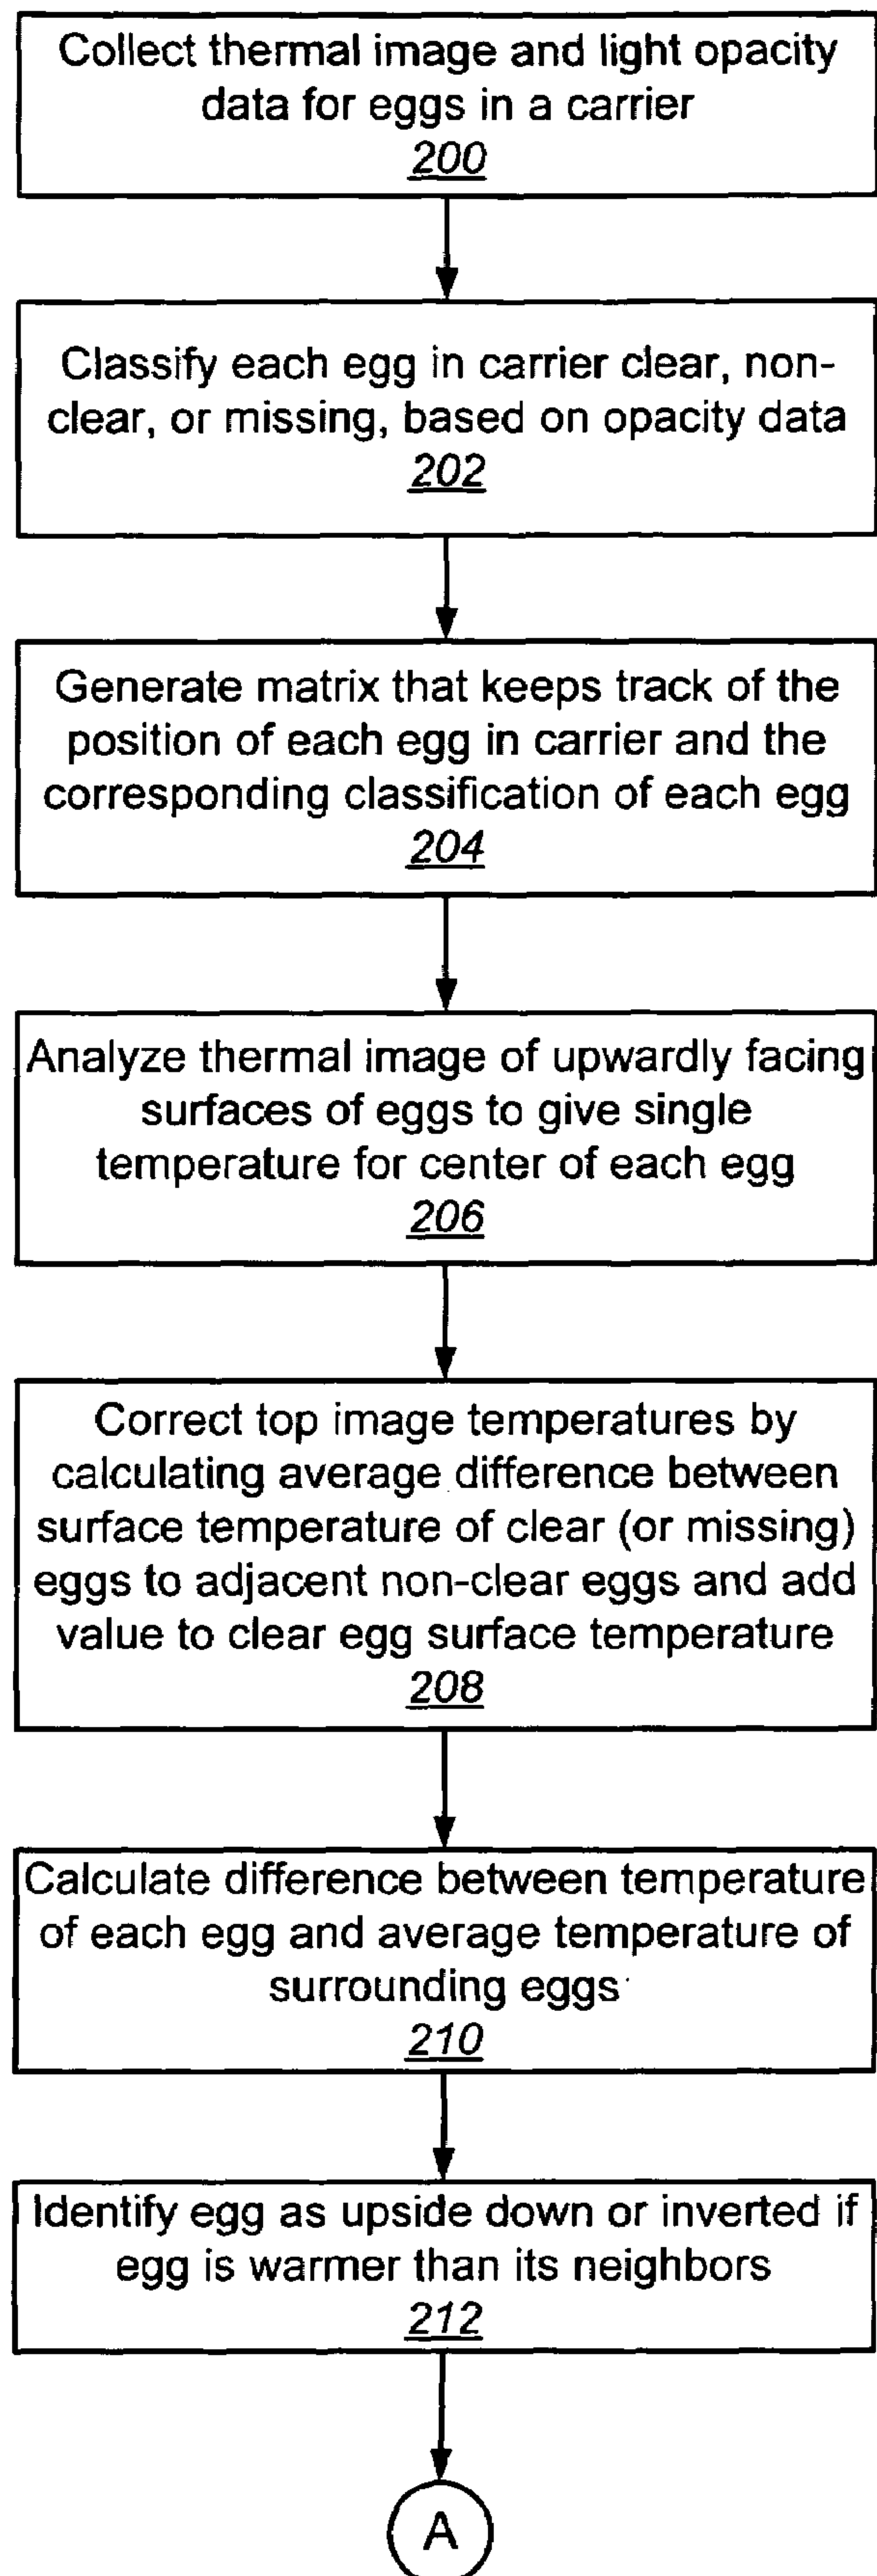 Collect thermal image and light opacity
data for eggs in a carrier
200
Classify each egg in carrier clear, non-
clear, or missing, based on opacity data
202
Generate matrix that keeps track of the
position of each egg in carrier and the
corresponding classification of each egg
204
Analyze thermal image of upwardly facing
surfaces of eggs to give single
temperature for center of each egg
206
Correct top image temperatures by
calculating average difference between
surface temperature of clear (or missing)
eggs to adjacent non-clear eggs and add
value to clear egg surface temperature
208
Calculate difference between temperature
of each egg and average temperature of
surrounding eggs
210
Identify egg as upside down or inverted if
egg is warmer than its neighbors
212
A